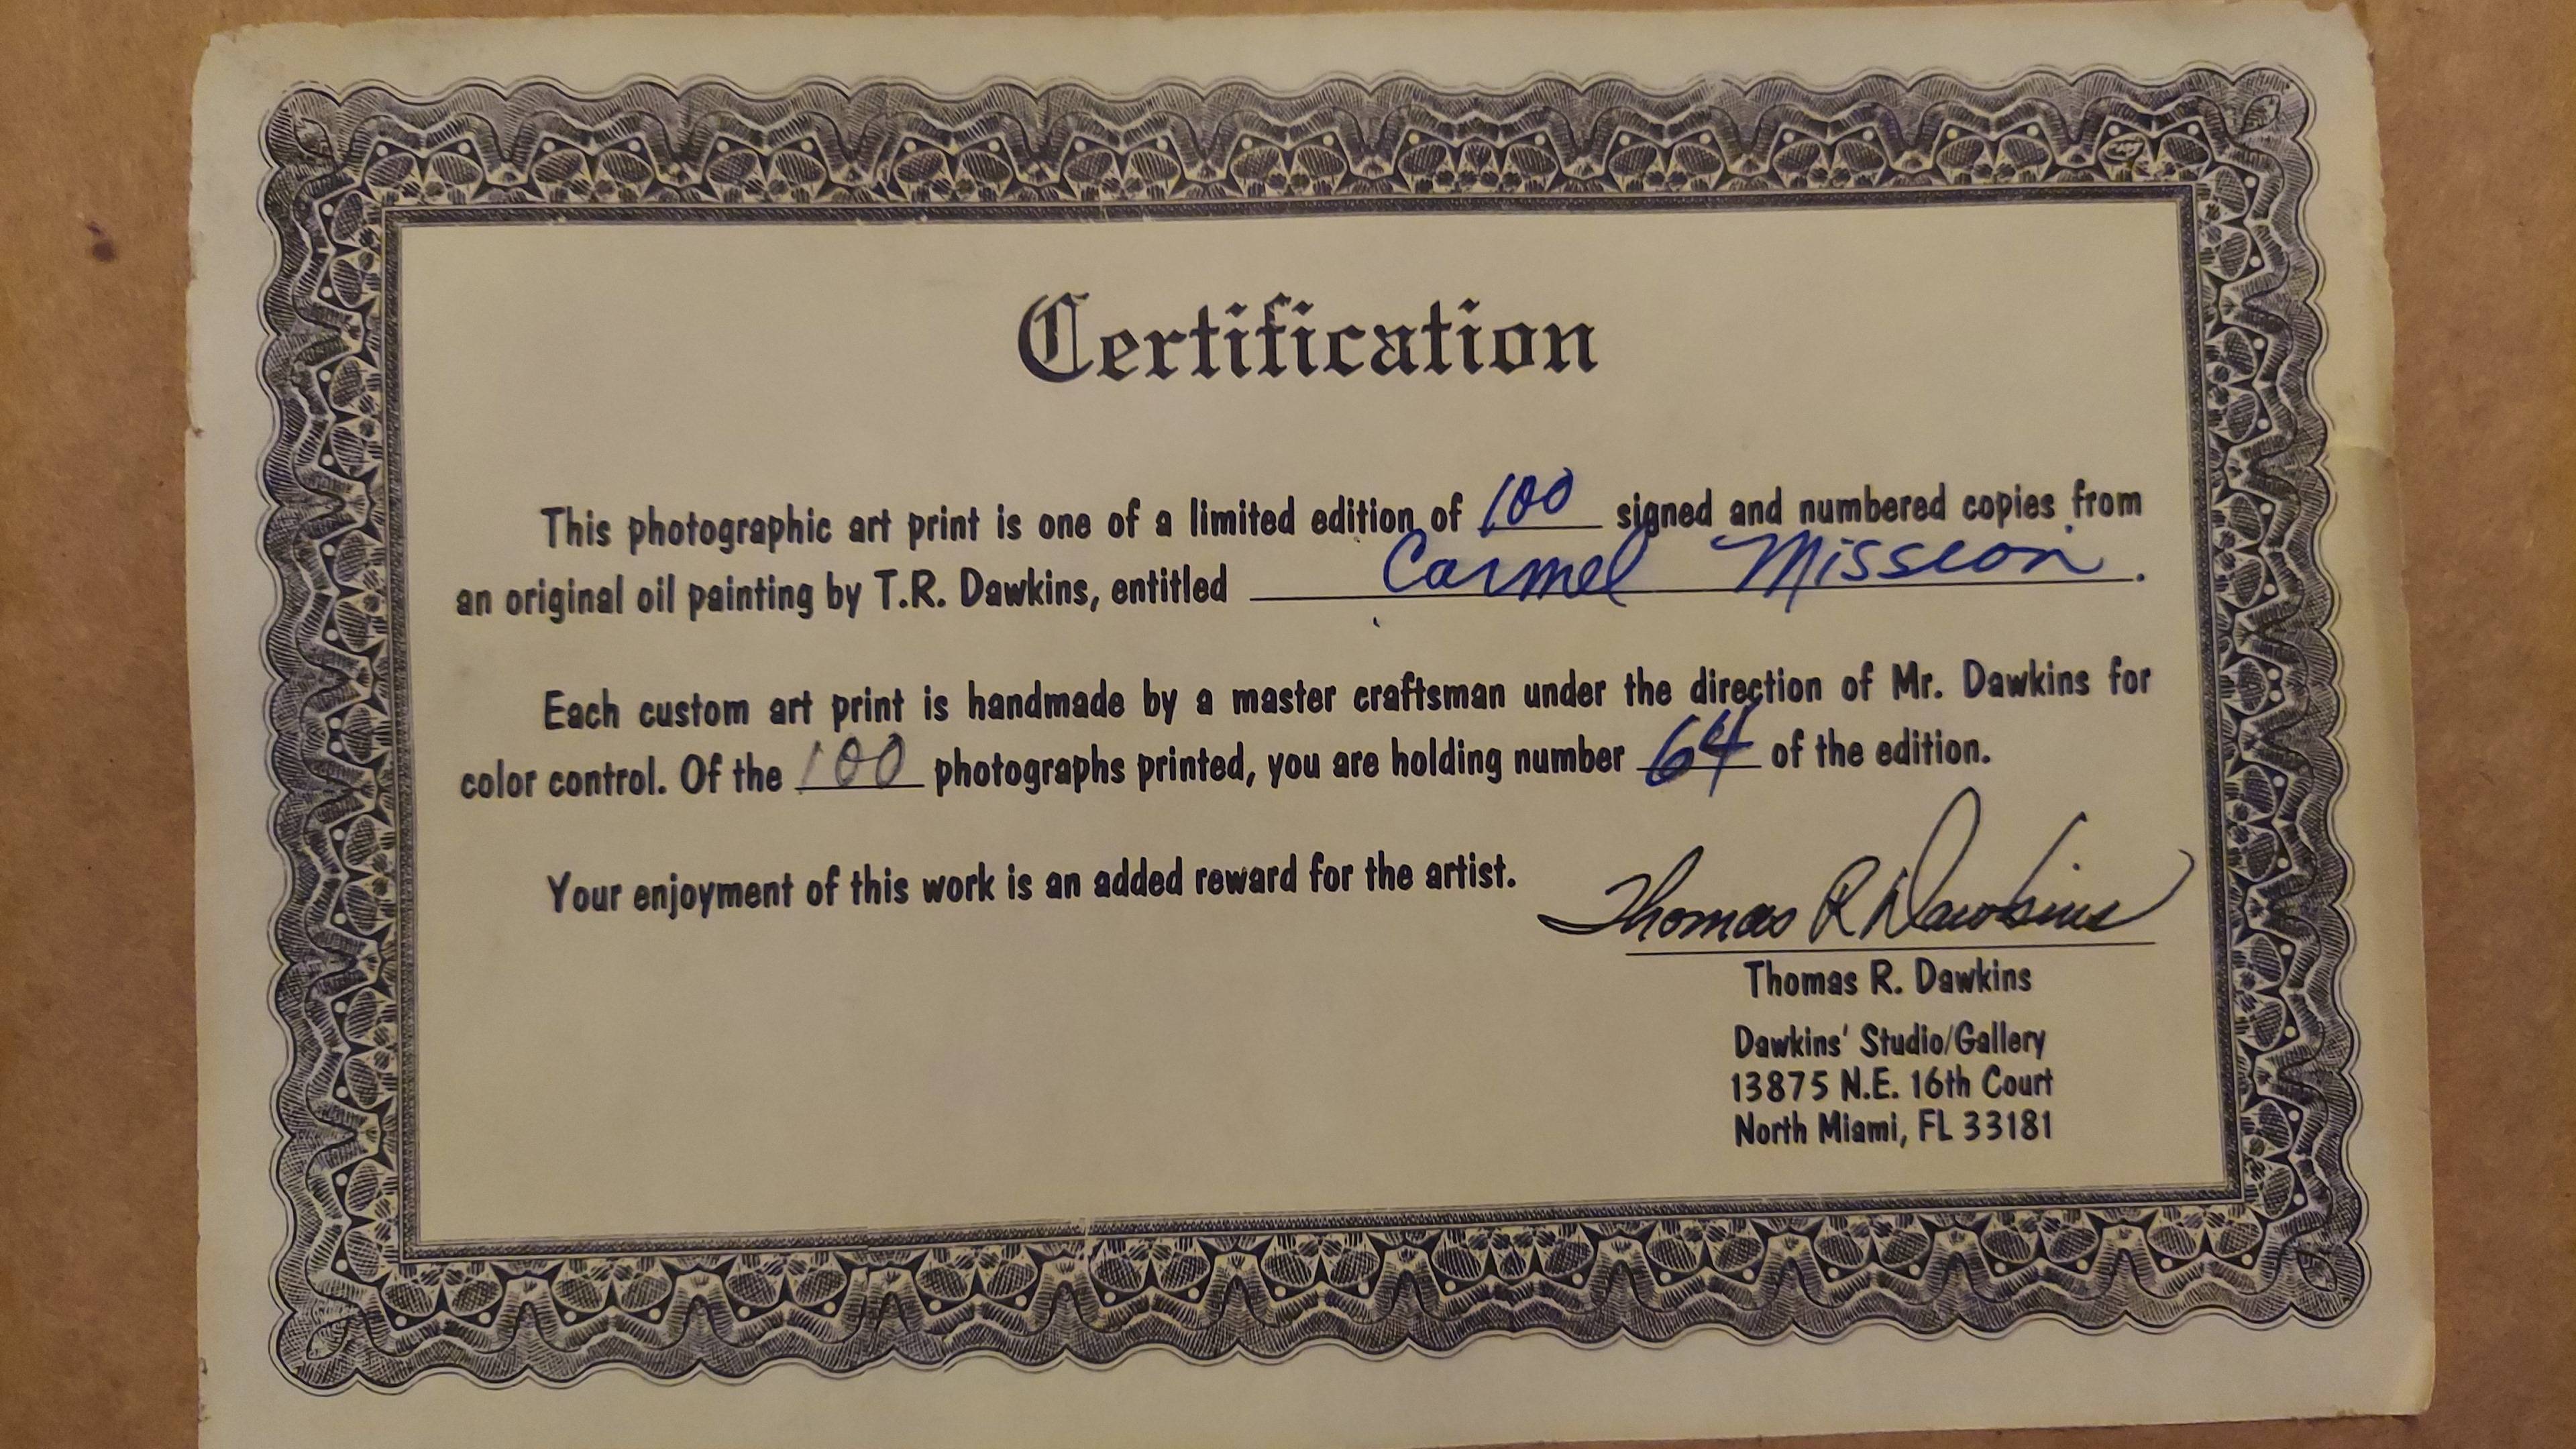 Certification
This photographic art print is one of a limited edition of 100 signed and numbered copies from
an original oil painting by T.R. Dawkins, entitled Carmel Mission.
Each custom art print is handmade by a master craftsman under the direction of Mr. Dawkins for
color control. Of the 100 photographs printed, you are holding number 64 of the edition.
Your enjoyment of this work is an added reward for the artist.
Thomas R Dawkins
Thomas R. Dawkins
Dawkins' Studio/Gallery
13875 N.E. 16th Court
North Miami, FL 33181